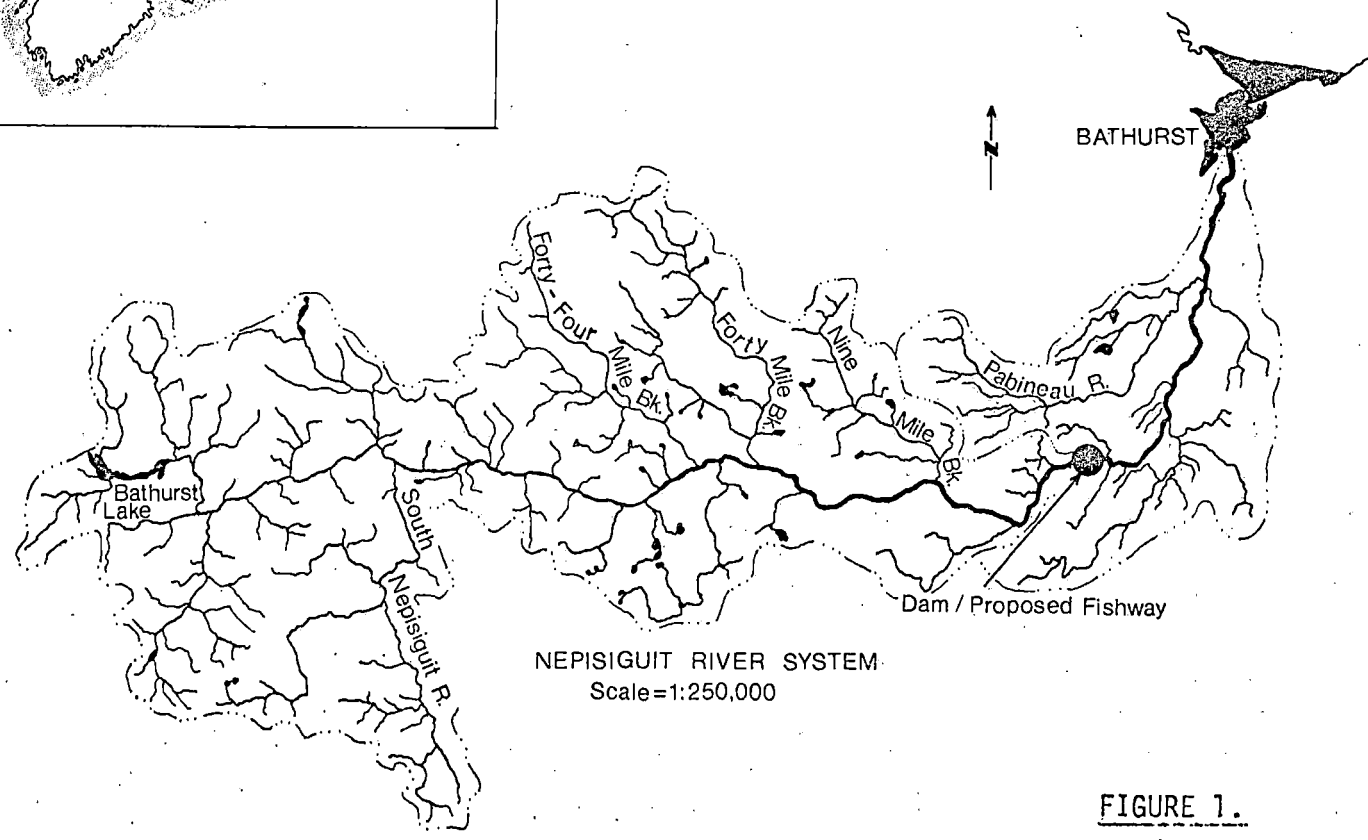 N
BATHURST
Forty-Four Mile Bk.
Forty Mile Bk.
Nine Mile Bk.
Pabineau R.
Bathurst
Lake
South Nepisiguit R.
Dam / Proposed Fishway
NEPISIGUIT RIVER SYSTEM
Scale=1:250,000
FIGURE 1.